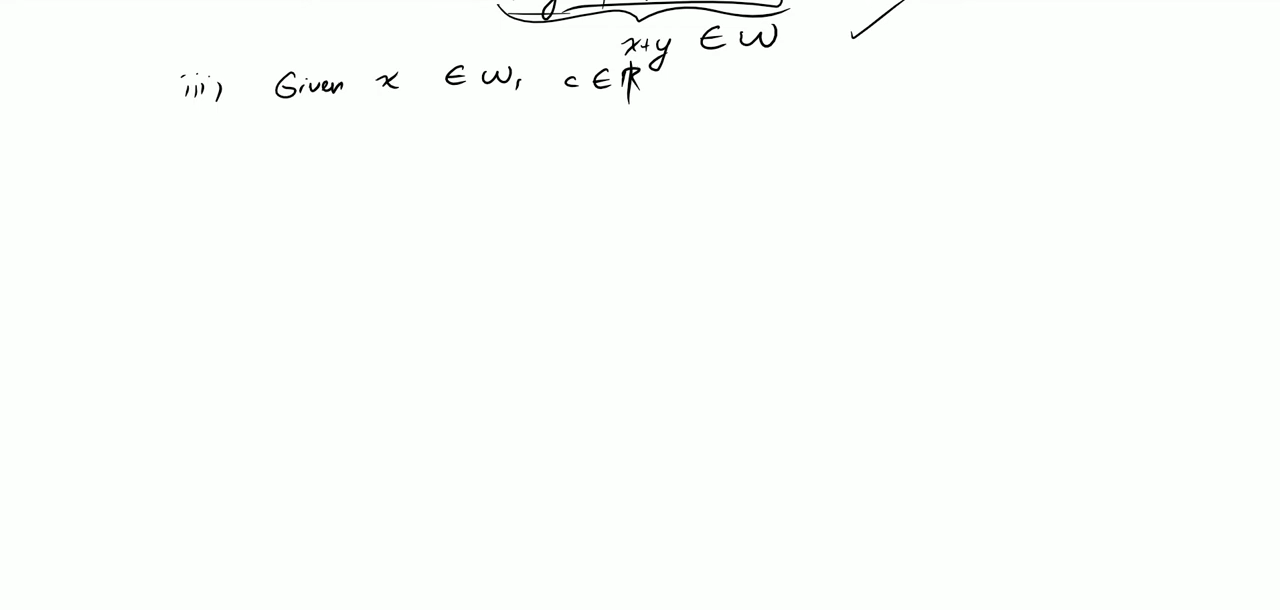 x+y ∈ W
iii) Given x ∈ W, c ∈ ℝ